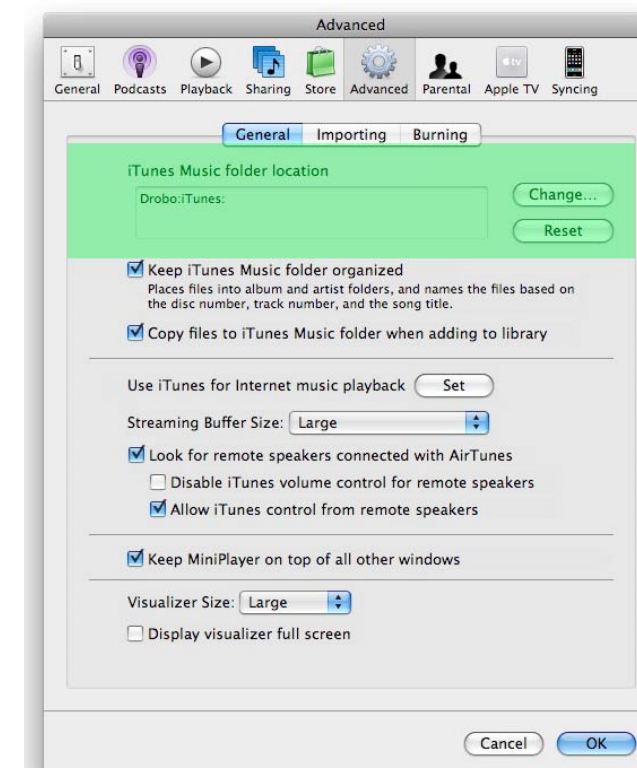 Advanced
General Podcasts Playback Sharing Store Advanced Parental Apple TV Syncing
General Importing Burning
iTunes Music folder location
Drobo:iTunes:
Change...
Reset
Keep iTunes Music folder organized
Places files into album and artist folders, and names the files based on
the disc number, track number, and the song title.
Copy files to iTunes Music folder when adding to library
Use iTunes for Internet music playback Set
Streaming Buffer Size: Large
Look for remote speakers connected with AirTunes
Disable iTunes volume control for remote speakers
Allow iTunes control from remote speakers
Keep MiniPlayer on top of all other windows
Visualizer Size: Large
Display visualizer full screen
Cancel OK